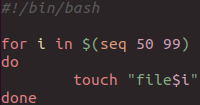 #!/bin/bash
for i in $(seq 50 99)
do
        touch "file$i"
done